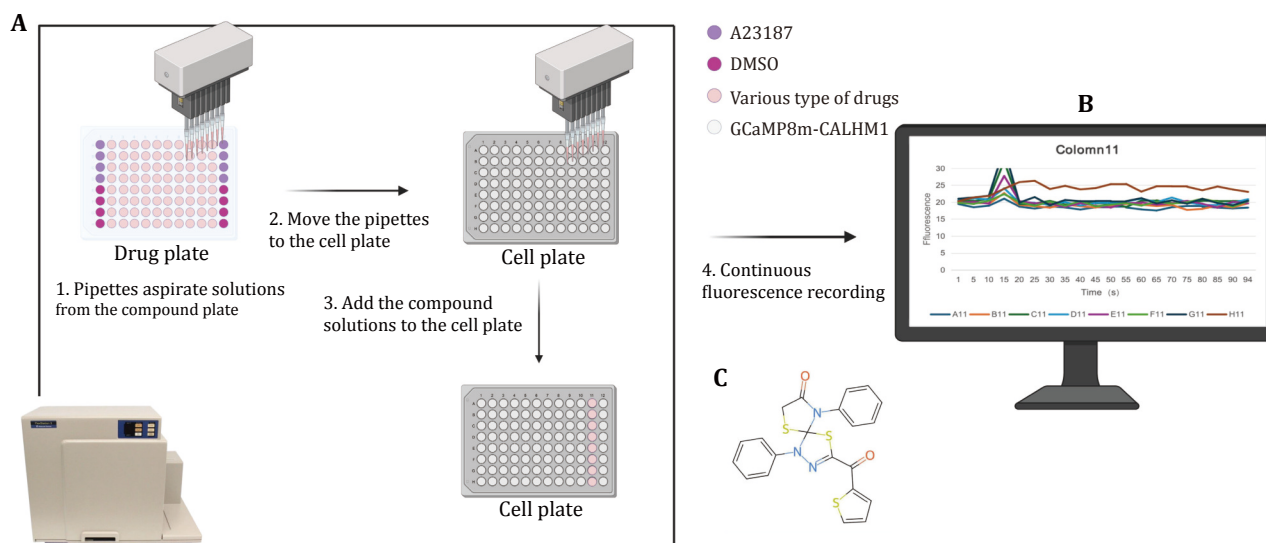 A
A23187
DMSO
Various type of drugs
GCaMP8m-CALHM1
Drug plate
1. Pipettes aspirate solutions
from the compound plate
2. Move the pipettes
to the cell plate
Cell plate
3. Add the compound
solutions to the cell plate
Cell plate
4. Continuous
fluorescence recording
B
Colomn11
Ffluorescence
30
25
20
15
10
5
0
1 5 10 15 20 25 30 35 40 45 50 55 60 65 70 75 80 85 90 94
Time (s)
A11 B11 C11 D11 E11 F11 G11 H11
C
O
N
S
S
N
N
O
S